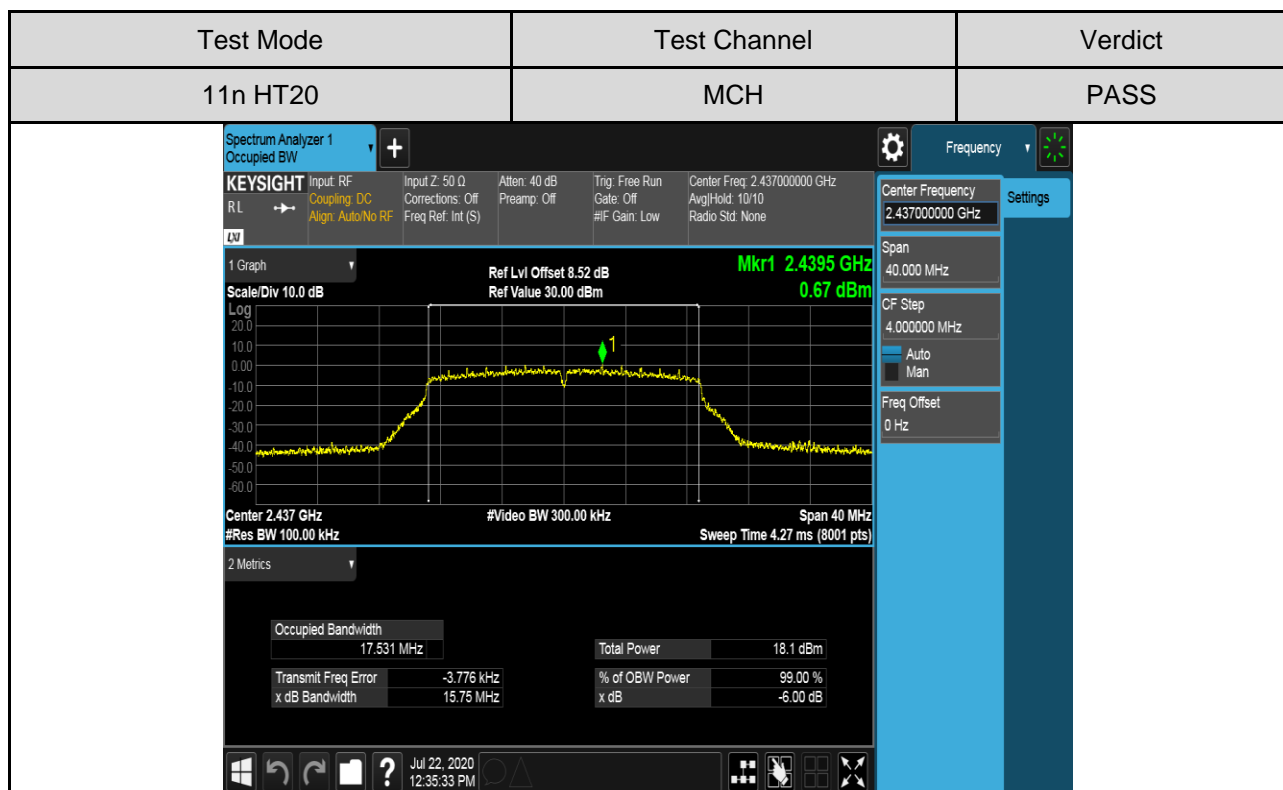 Test Mode Test Channel Verdict
11n HT20 MCH PASS
Spectrum Analyzer 1
Occupied BW
+
Frequency
KEYSIGHT Input: RF Input Z: 50 Ω Atten: 40 dB Trig: Free Run Center Freq: 2.437000000 GHz
RL Coupling: DC Corrections: Off Preamp: Off Gate: Off Avg|Hold: 10/10
Align: Auto/No RF Freq Ref: Int (S) #IF Gain: Low Radio Std: None
LXI
Center Frequency
2.437000000 GHz
Settings
Span
40.000 MHz
CF Step
4.000000 MHz
Auto
Man
Freq Offset
0 Hz
1 Graph Ref Lvl Offset 8.52 dB Mkr1 2.4395 GHz
Scale/Div 10.0 dB Ref Value 30.00 dBm 0.67 dBm
Log
20.0
10.0
0.00
-10.0
-20.0
-30.0
-40.0
-50.0
-60.0
1
Center 2.437 GHz #Video BW 300.00 kHz Span 40 MHz
#Res BW 100.00 kHz Sweep Time 4.27 ms (8001 pts)
2 Metrics
Occupied Bandwidth
17.531 MHz Total Power 18.1 dBm
Transmit Freq Error -3.776 kHz % of OBW Power 99.00 %
x dB Bandwidth 15.75 MHz x dB -6.00 dB
? Jul 22, 2020
12:35:33 PM